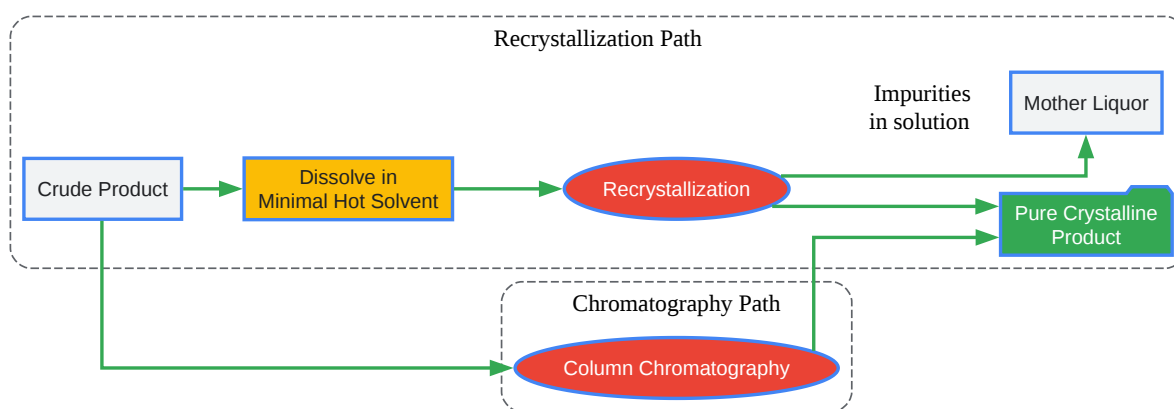 Recrystallization Path
Impurities
in solution
Mother Liquor
Crude Product
Dissolve in
Minimal Hot Solvent
Recrystallization
Pure Crystalline
Product
Chromatography Path
Column Chromatography